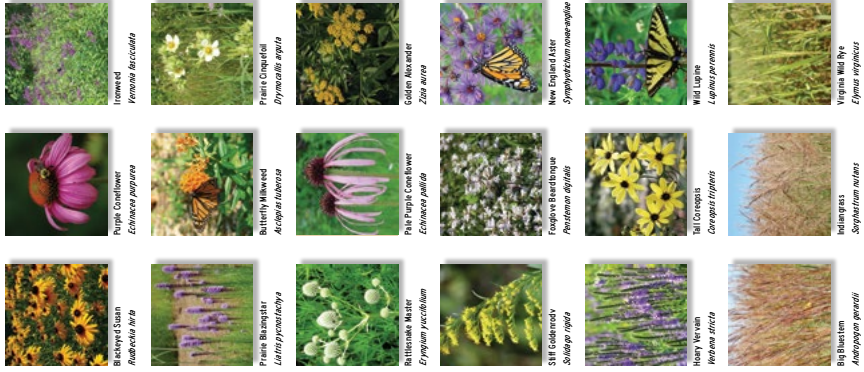 Blackeyed Susan
Rudbeckia hirta
Purple Coneflower
Echinacea purpurea
Ironweed
Vernonia fasciculata
Prairie Blazingstar
Liatris pycnostachya
Butterfly Milkweed
Asclepias tuberosa
Prairie Cinquefoil
Drymocallis arguta
Rattlesnake Master
Eryngium yuccifolium
Pale Purple Coneflower
Echinacea pallida
Golden Alexander
Zizia aurea
Stiff Goldenrodv
Solidago rigida
Foxglove Beardtongue
Penstemon digitalis
New England Aster
Symphyotrichum novae-angliae
Hoary Vervain
Verbena stricta
Tall Coreopsis
Coreopsis tripteris
Wild Lupine
Lupinus perennis
Big Bluestem
Andropogon gerardii
Indiangrass
Sorghastrum nutans
Virginia Wild Rye
Elymus virginicus